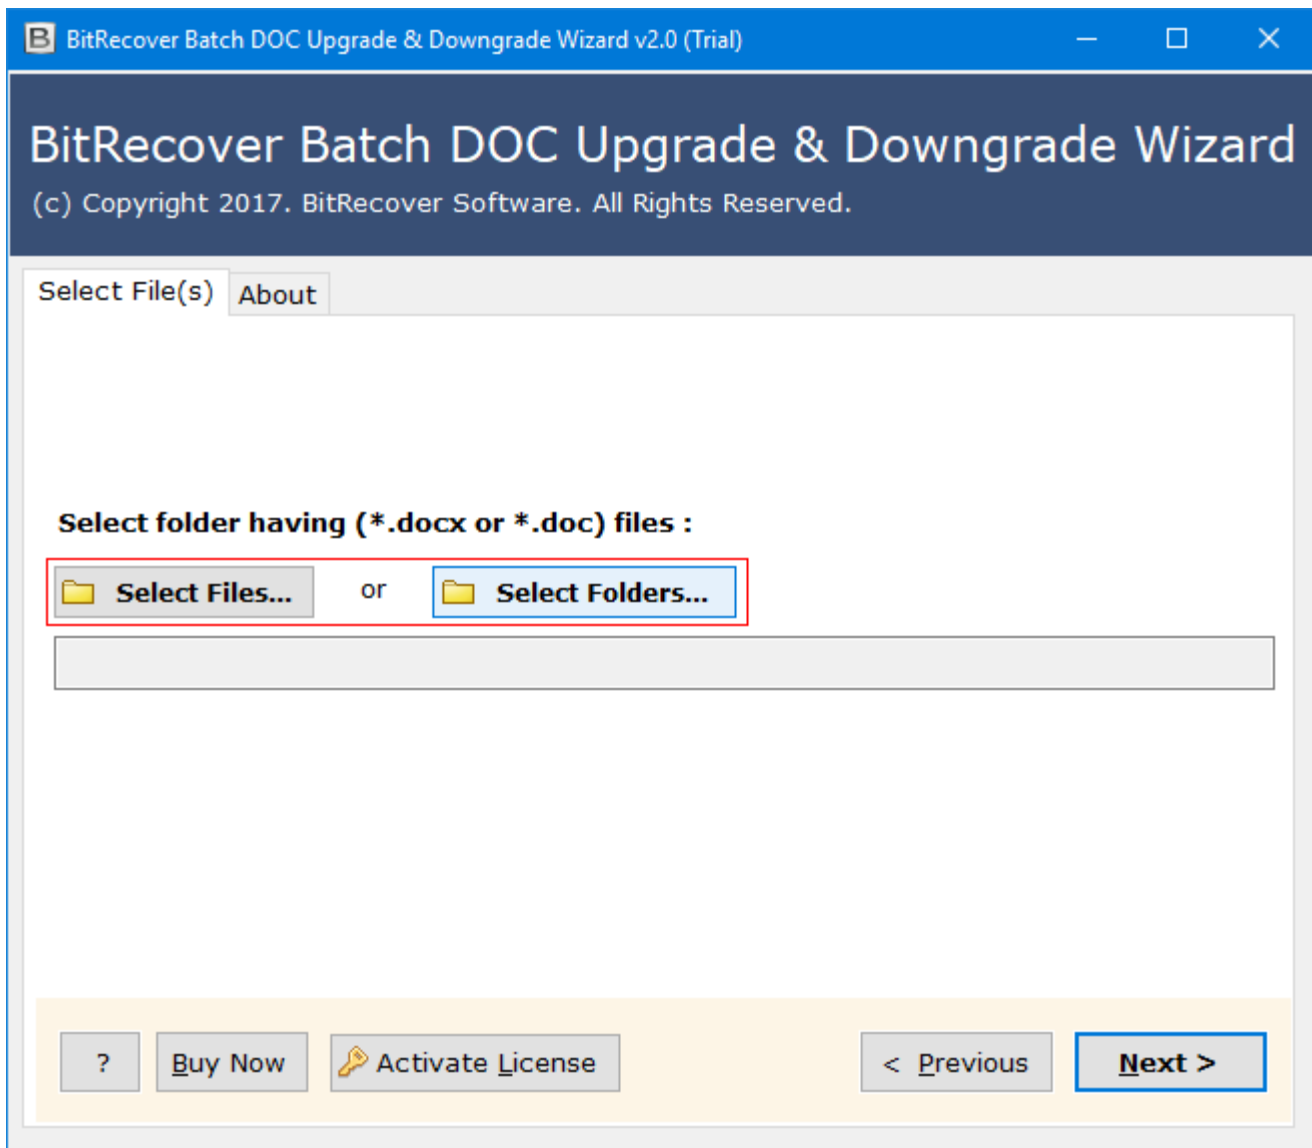 BitRecover Batch DOC Upgrade & Downgrade Wizard v2.0 (Trial)
BitRecover Batch DOC Upgrade & Downgrade Wizard
(c) Copyright 2017. BitRecover Software. All Rights Reserved.
Select File(s) About
Select folder having (*.docx or *.doc) files :
Select Files... or Select Folders...
? Buy Now Activate License < Previous Next >